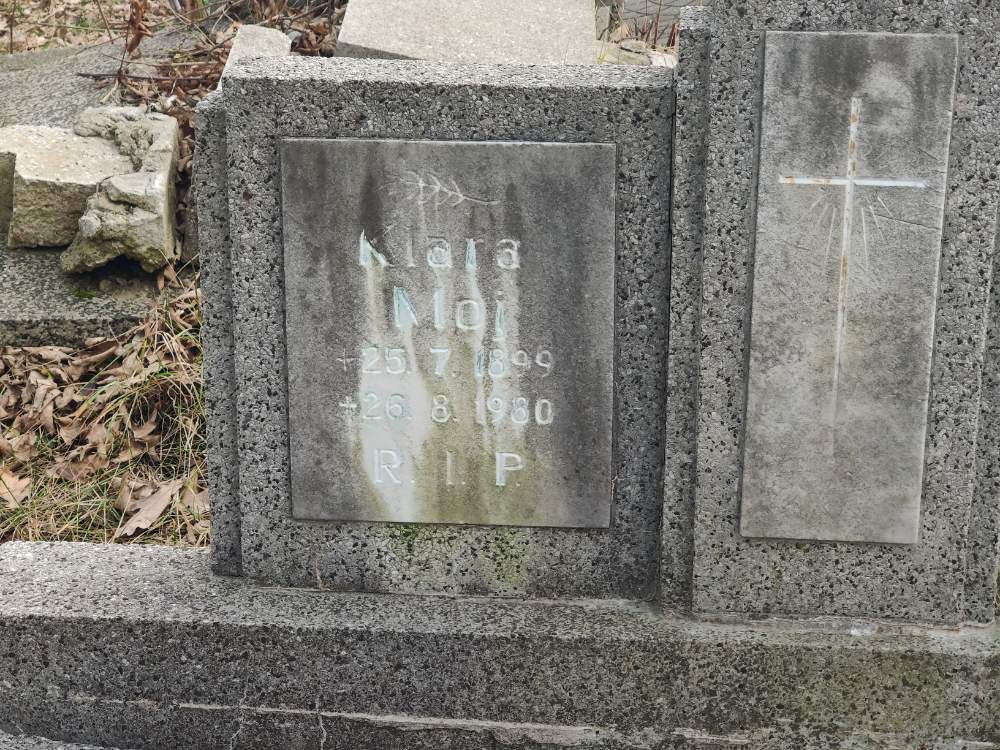 Klara
Moj
+25. 7. 1899
+26. 8. 1980
R. I. P.